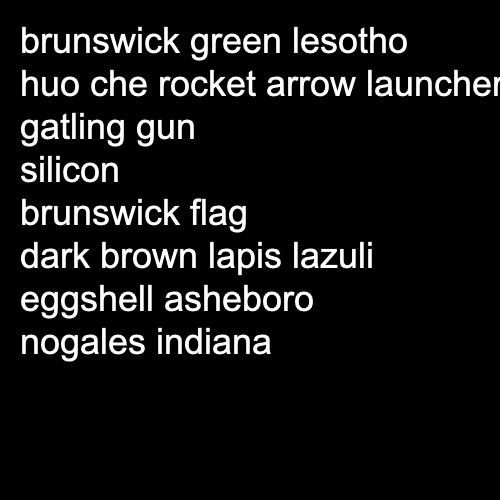 brunswick green lesotho
huo che rocket arrow launcher
gatling gun
silicon
brunswick flag
dark brown lapis lazuli
eggshell asheboro
nogales indiana